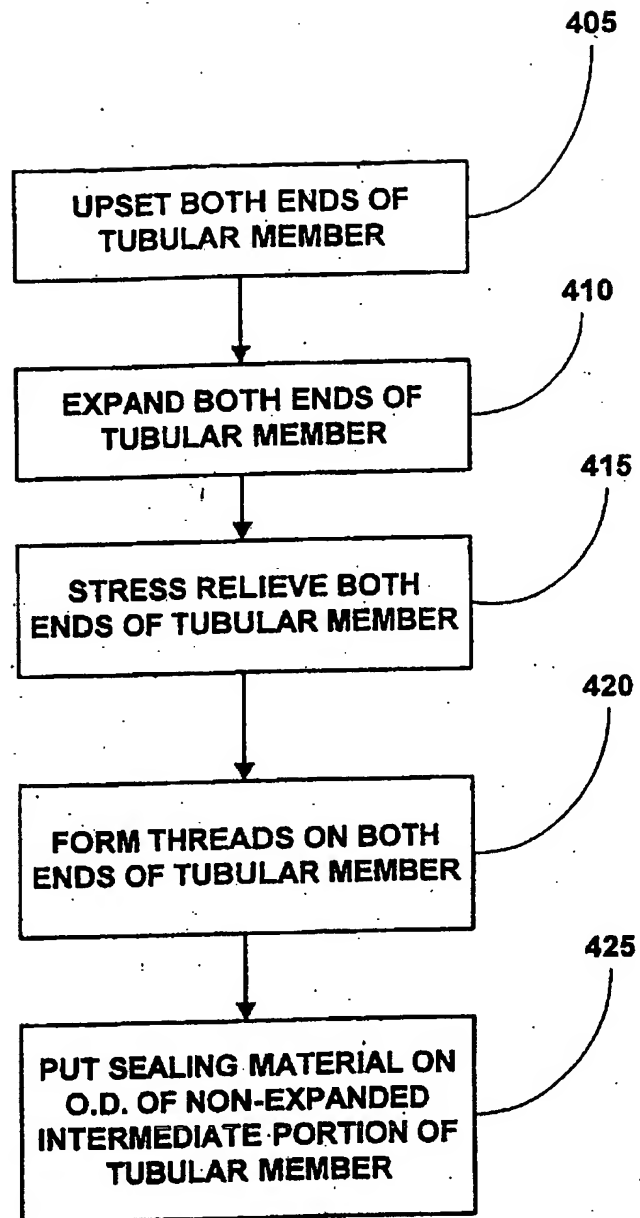 405
UPSET BOTH ENDS OF
TUBULAR MEMBER
410
EXPAND BOTH ENDS OF
TUBULAR MEMBER
415
STRESS RELIEVE BOTH
ENDS OF TUBULAR MEMBER
420
FORM THREADS ON BOTH
ENDS OF TUBULAR MEMBER
425
PUT SEALING MATERIAL ON
O.D. OF NON-EXPANDED
INTERMEDIATE PORTION OF
TUBULAR MEMBER